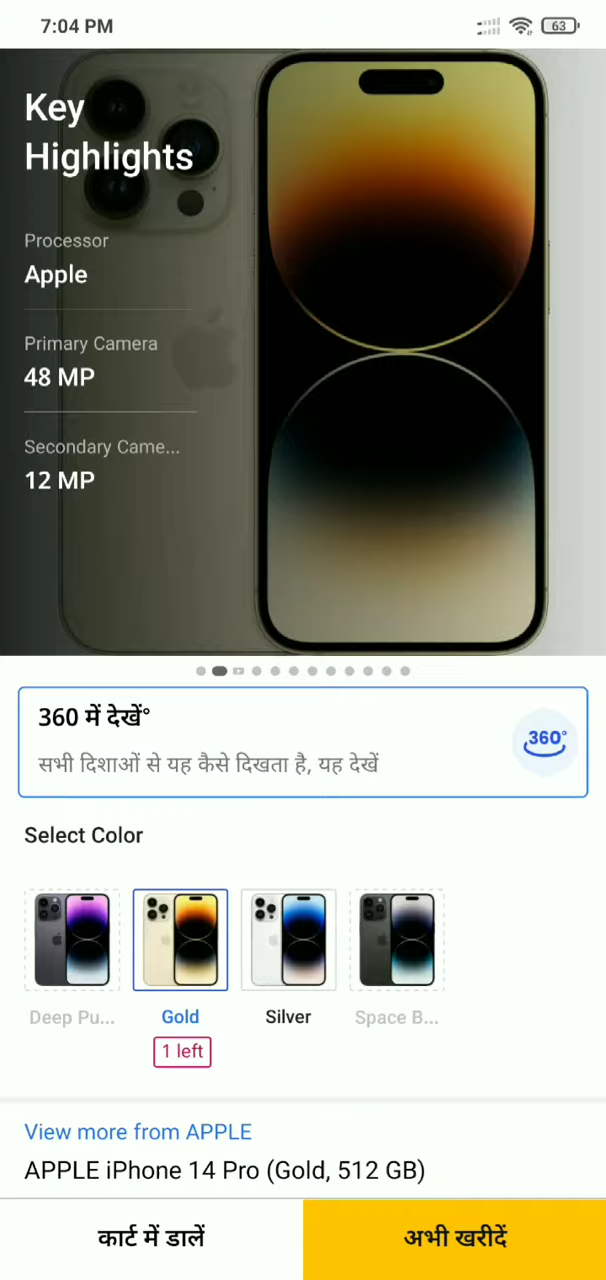 7:04 PM
63
Key
Highlights
Processor
Apple
Primary Camera
48 MP
Secondary Came...
12 MP
360 में देखें°
सभी दिशाओं से यह कैसे दिखता है, यह देखें
360°
Select Color
Deep Pu... Gold Silver Space B...
1 left
View more from APPLE
APPLE iPhone 14 Pro (Gold, 512 GB)
कार्ट में डालें अभी खरीदें